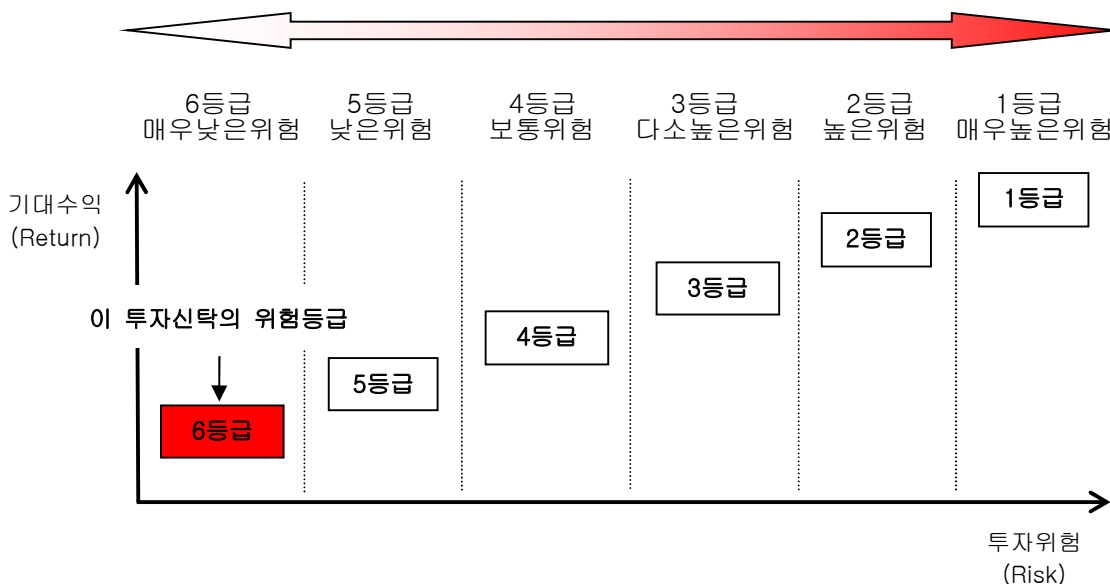 6등급 5등급 4등급 3등급 2등급 1등급
매우낮은위험 낮은위험 보통위험 다소높은위험 높은위험 매우높은위험
기대수익
(Return)
1등급
2등급
3등급
이 투자신탁의 위험등급
4등급
5등급
6등급
투자위험
(Risk)